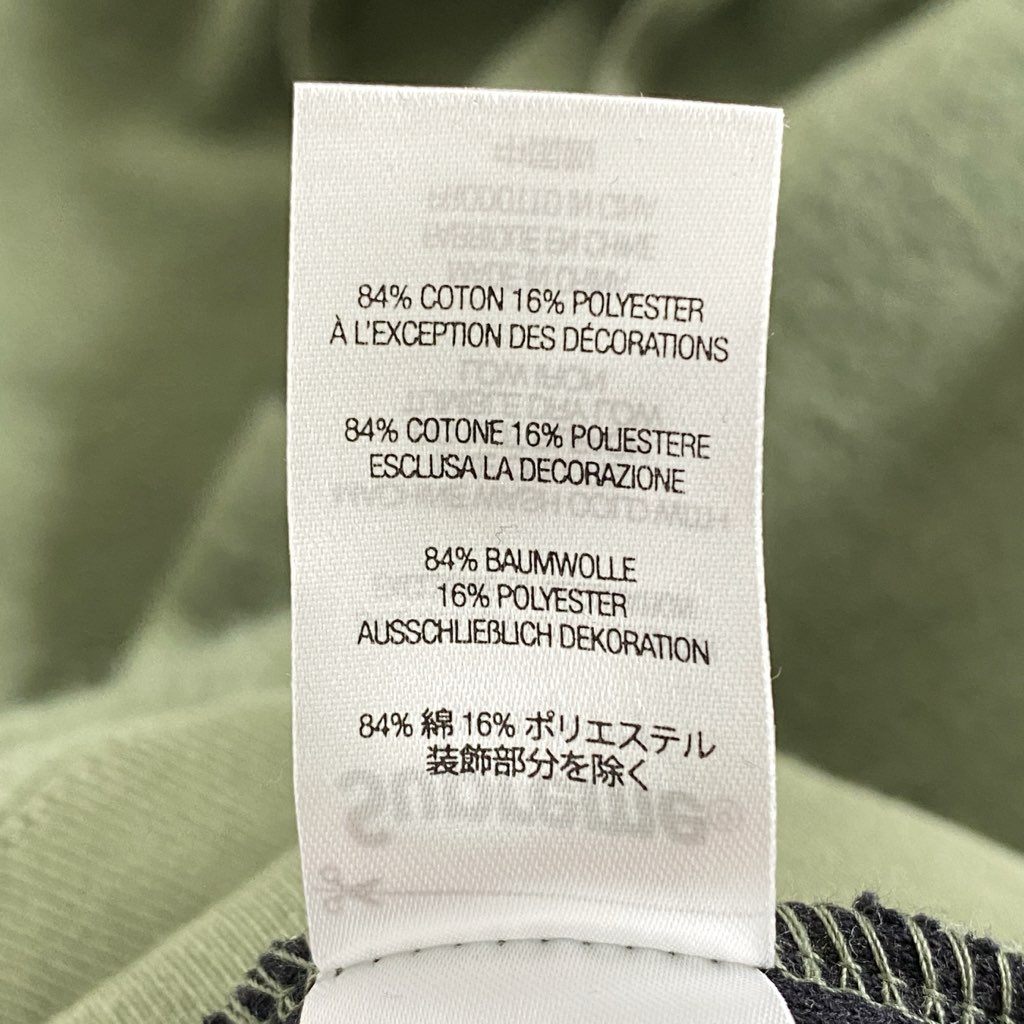 84% COTON 16% POLYESTER
À L'EXCEPTION DES DÉCORATIONS
84% COTONE 16% POLIESTERE
ESCLUSA LA DECORAZIONE
84% BAUMWOLLE
16% POLYESTER
AUSSCHLIEßLICH DEKORATION
84% 綿 16% ポリエステル
装飾部分を除く